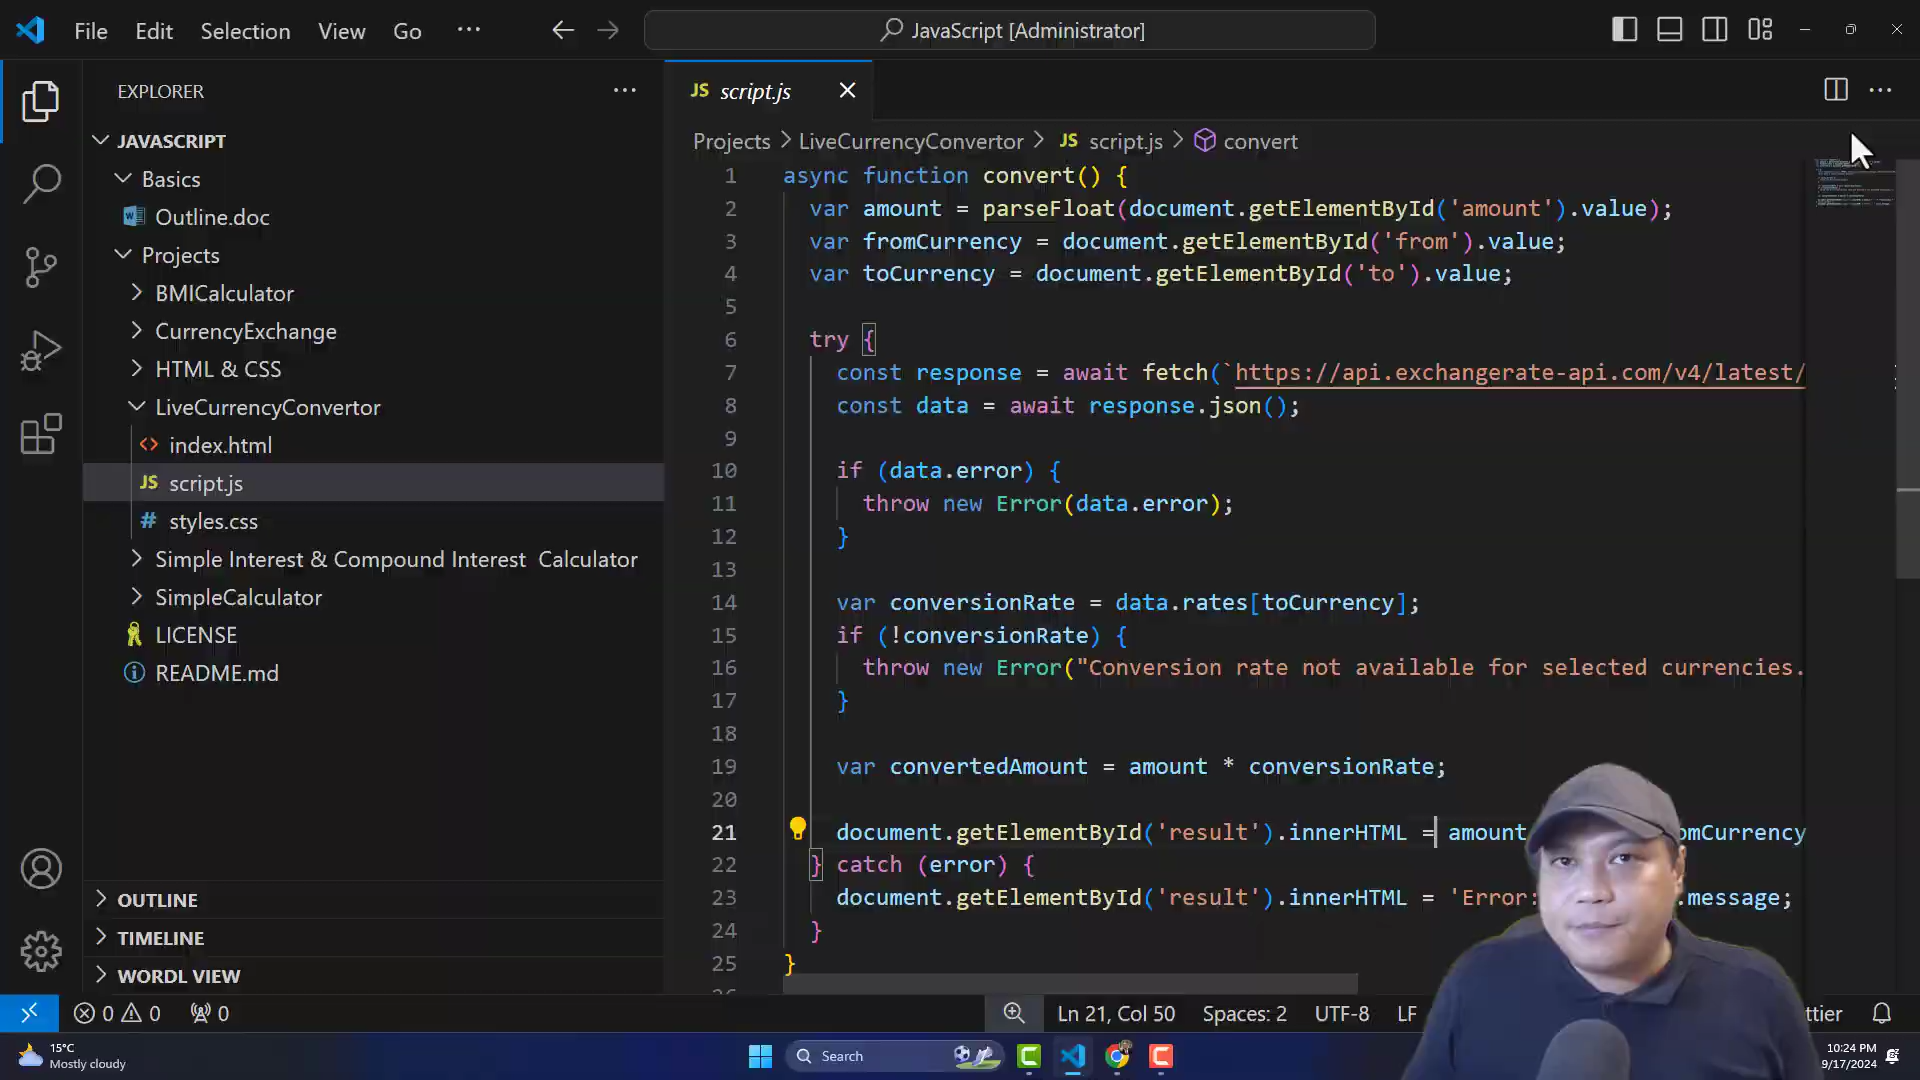 File Edit Selection View Go ···
JavaScript [Administrator]
EXPLORER
JAVASCRIPT
Basics
Outline.doc
Projects
BMICalculator
CurrencyExchange
HTML & CSS
LiveCurrencyConvertor
index.html
JS script.js
# styles.css
Simple Interest & Compound Interest Calculator
SimpleCalculator
LICENSE
README.md
OUTLINE
TIMELINE
WORDL VIEW
JS script.js
Projects > LiveCurrencyConvertor > JS script.js > convert
1 async function convert() {
2 var amount = parseFloat(document.getElementById('amount').value);
3 var fromCurrency = document.getElementById('from').value;
4 var toCurrency = document.getElementById('to').value;
5
6 try {
7 const response = await fetch(`https://api.exchangerate-api.com/v4/latest/
8 const data = await response.json();
9
10 if (data.error) {
11 throw new Error(data.error);
12 }
13
14 var conversionRate = data.rates[toCurrency];
15 if (!conversionRate) {
16 throw new Error("Conversion rate not available for selected currencies.
17 }
18
19 var convertedAmount = amount * conversionRate;
20
21 document.getElementById('result').innerHTML = amount omCurrency
22 } catch (error) {
23 document.getElementById('result').innerHTML = 'Error: .message;
24 }
25 }
0 0 0
Ln 21, Col 50 Spaces: 2 UTF-8 LF ttier
15°C
Mostly cloudy
Search
10:24 PM
9/17/2024